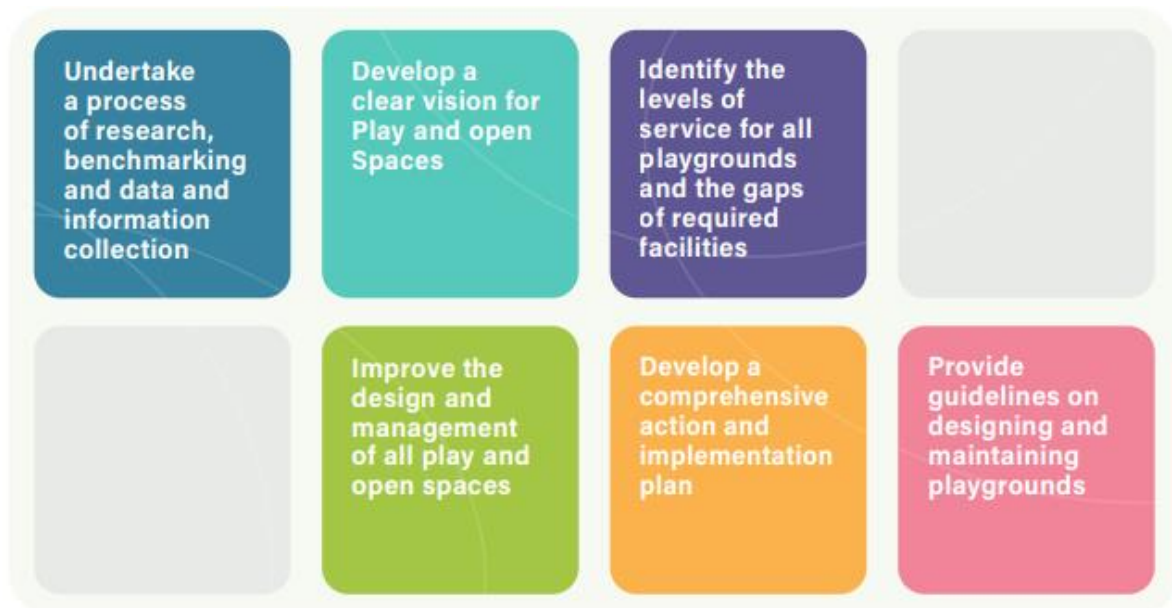 Undertake
a process
of research,
benchmarking
and data and
information
collection
Develop a
clear vision for
Play and open
Spaces
Identify the
levels of
service for all
playgrounds
and the gaps
of required
facilities
Improve the
design and
management
of all play and
open spaces
Develop a
comprehensive
action and
implementation
plan
Provide
guidelines on
designing and
maintaining
playgrounds